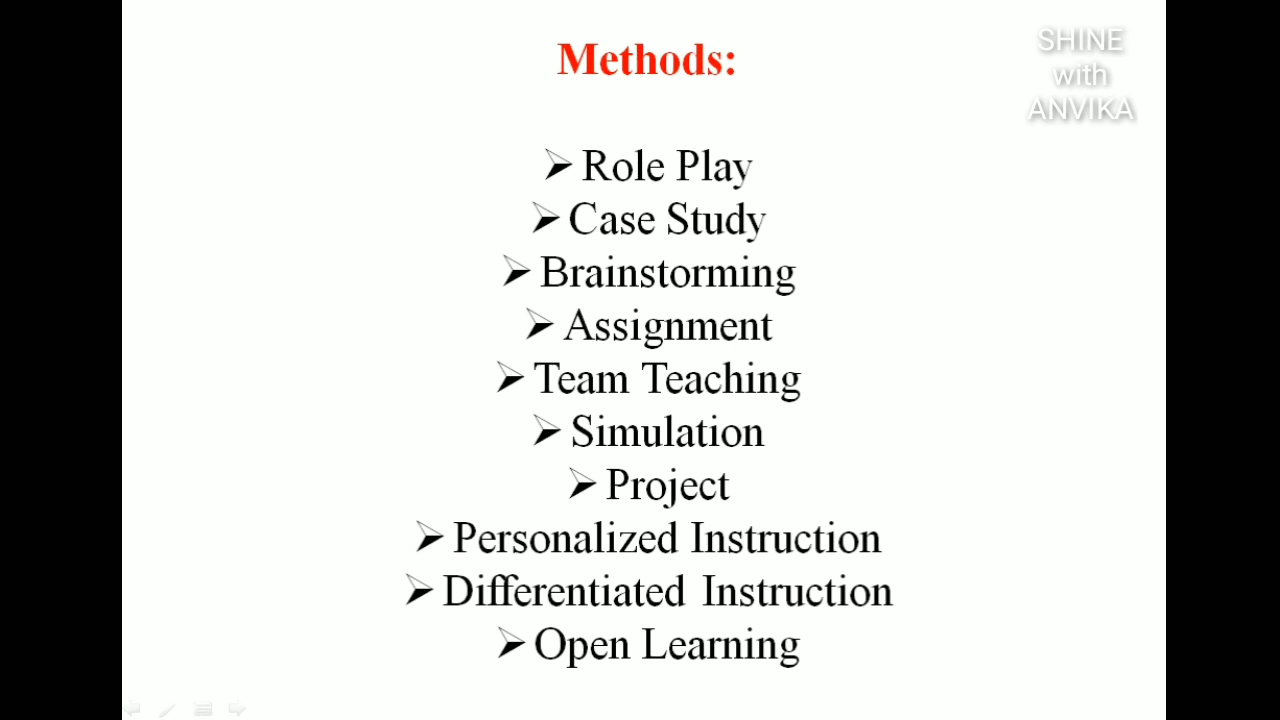 Methods:
SHINE
with
ANVIKA
Role Play
Case Study
Brainstorming
Assignment
Team Teaching
Simulation
Project
Personalized Instruction
Differentiated Instruction
Open Learning